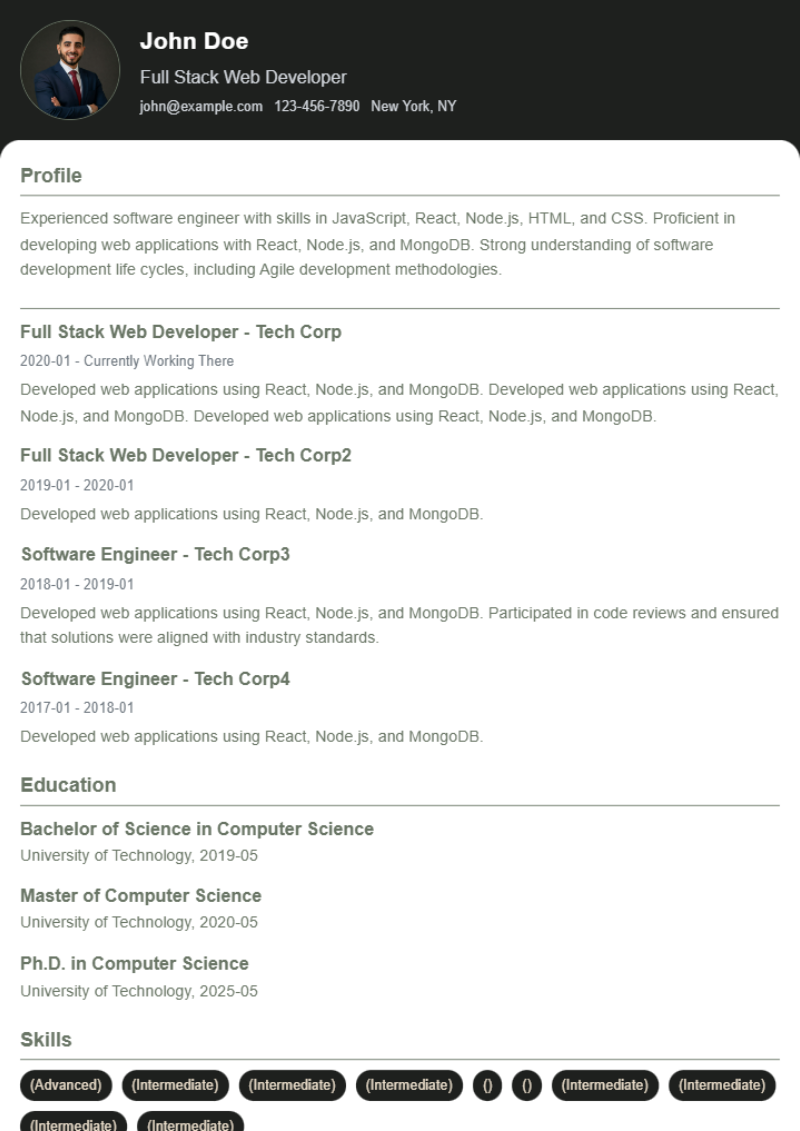 John Doe
Full Stack Web Developer
john@example.com 123-456-7890 New York, NY
Profile
Experienced software engineer with skills in JavaScript, React, Node.js, HTML, and CSS. Proficient in
developing web applications with React, Node.js, and MongoDB. Strong understanding of software
development life cycles, including Agile development methodologies.
Full Stack Web Developer - Tech Corp
2020-01 - Currently Working There
Developed web applications using React, Node.js, and MongoDB. Developed web applications using React,
Node.js, and MongoDB. Developed web applications using React, Node.js, and MongoDB.
Full Stack Web Developer - Tech Corp2
2019-01 - 2020-01
Developed web applications using React, Node.js, and MongoDB.
Software Engineer - Tech Corp3
2018-01 - 2019-01
Developed web applications using React, Node.js, and MongoDB. Participated in code reviews and ensured
that solutions were aligned with industry standards.
Software Engineer - Tech Corp4
2017-01 - 2018-01
Developed web applications using React, Node.js, and MongoDB.
Education
Bachelor of Science in Computer Science
University of Technology, 2019-05
Master of Computer Science
University of Technology, 2020-05
Ph.D. in Computer Science
University of Technology, 2025-05
Skills
(Advanced) (Intermediate) (Intermediate) (Intermediate) () () (Intermediate) (Intermediate)
(Intermediate) (Intermediate)